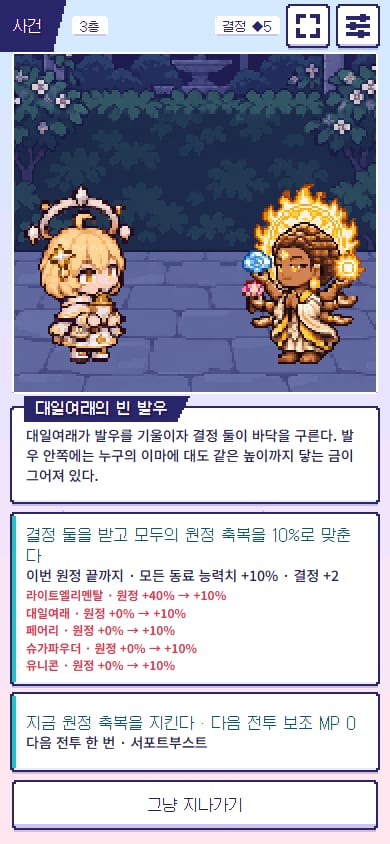 사건
3층
결정 ◆5
대일여래의 빈 발우
대일여래가 발우를 기울이자 결정 둘이 바닥을 구른다. 발
우 안쪽에는 누구의 이마에 대도 같은 높이까지 닿는 금이
그어져 있다.
결정 둘을 받고 모두의 원정 축복을 10%로 맞춘
다
이번 원정 끝까지 · 모든 동료 능력치 +10% · 결정 +2
라이트엘리멘탈 · 원정 +40% → +10%
대일여래 · 원정 +0% → +10%
페어리 · 원정 +0% → +10%
슈가파우더 · 원정 +0% → +10%
유니콘 · 원정 +0% → +10%
지금 원정 축복을 지킨다 · 다음 전투 보조 MP 0
다음 전투 한 번 · 서포트부스트
그냥 지나가기